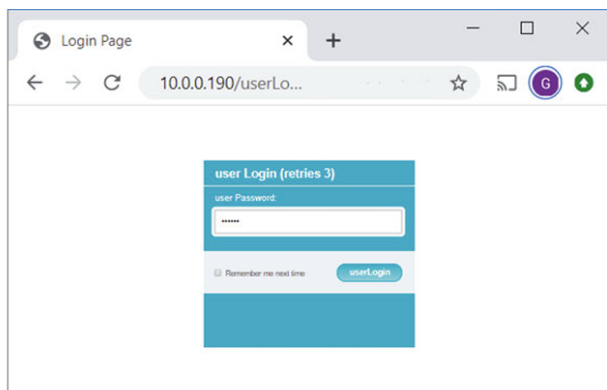 Login Page
10.0.0.190/userLo...
G
user Login (retries 3)
user Password:
••••••
Remember me next time
userLogin